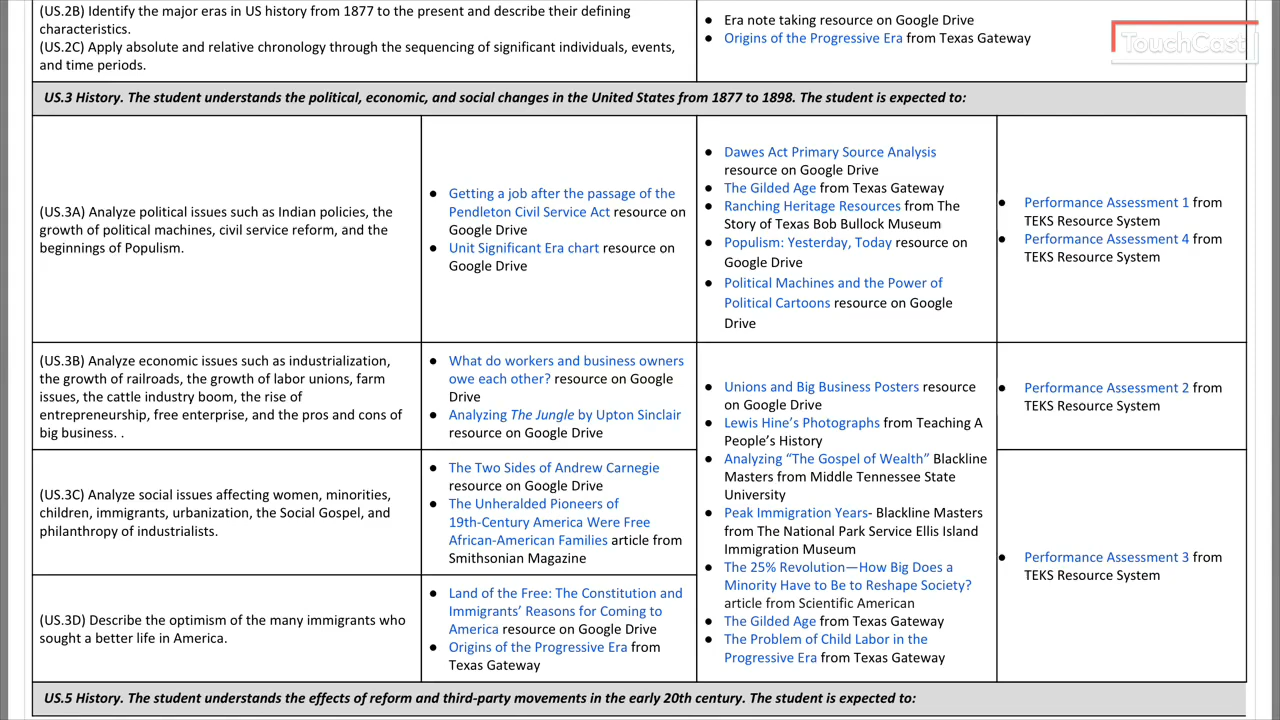 (US.2B) Identify the major eras in US history from 1877 to the present and describe their defining
characteristics.
(US.2C) Apply absolute and relative chronology through the sequencing of significant individuals, events,
and time periods.
● Era note taking resource on Google Drive
● Origins of the Progressive Era from Texas Gateway
TouchCast
US.3 History. The student understands the political, economic, and social changes in the United States from 1877 to 1898. The student is expected to:
(US.3A) Analyze political issues such as Indian policies, the
growth of political machines, civil service reform, and the
beginnings of Populism.
● Getting a job after the passage of the
Pendleton Civil Service Act resource on
Google Drive
● Unit Significant Era chart resource on
Google Drive
● Dawes Act Primary Source Analysis
resource on Google Drive
● The Gilded Age from Texas Gateway
● Ranching Heritage Resources from The
Story of Texas Bob Bullock Museum
● Populism: Yesterday, Today resource on
Google Drive
● Political Machines and the Power of
Political Cartoons resource on Google
Drive
● Performance Assessment 1 from
TEKS Resource System
● Performance Assessment 4 from
TEKS Resource System
(US.3B) Analyze economic issues such as industrialization,
the growth of railroads, the growth of labor unions, farm
issues, the cattle industry boom, the rise of
entrepreneurship, free enterprise, and the pros and cons of
big business. .
● What do workers and business owners
owe each other? resource on Google
Drive
● Analyzing The Jungle by Upton Sinclair
resource on Google Drive
● Unions and Big Business Posters resource
on Google Drive
● Lewis Hine's Photographs from Teaching A
People's History
● Analyzing “The Gospel of Wealth” Blackline
Masters from Middle Tennessee State
University
● Peak Immigration Years- Blackline Masters
from The National Park Service Ellis Island
Immigration Museum
● The 25% Revolution—How Big Does a
Minority Have to Be to Reshape Society?
article from Scientific American
● The Gilded Age from Texas Gateway
● The Problem of Child Labor in the
Progressive Era from Texas Gateway
● Performance Assessment 2 from
TEKS Resource System
(US.3C) Analyze social issues affecting women, minorities,
children, immigrants, urbanization, the Social Gospel, and
philanthropy of industrialists.
● The Two Sides of Andrew Carnegie
resource on Google Drive
● The Unheralded Pioneers of
19th-Century America Were Free
African-American Families article from
Smithsonian Magazine
● Performance Assessment 3 from
TEKS Resource System
(US.3D) Describe the optimism of the many immigrants who
sought a better life in America.
● Land of the Free: The Constitution and
Immigrants' Reasons for Coming to
America resource on Google Drive
● Origins of the Progressive Era from
Texas Gateway
US.5 History. The student understands the effects of reform and third-party movements in the early 20th century. The student is expected to: